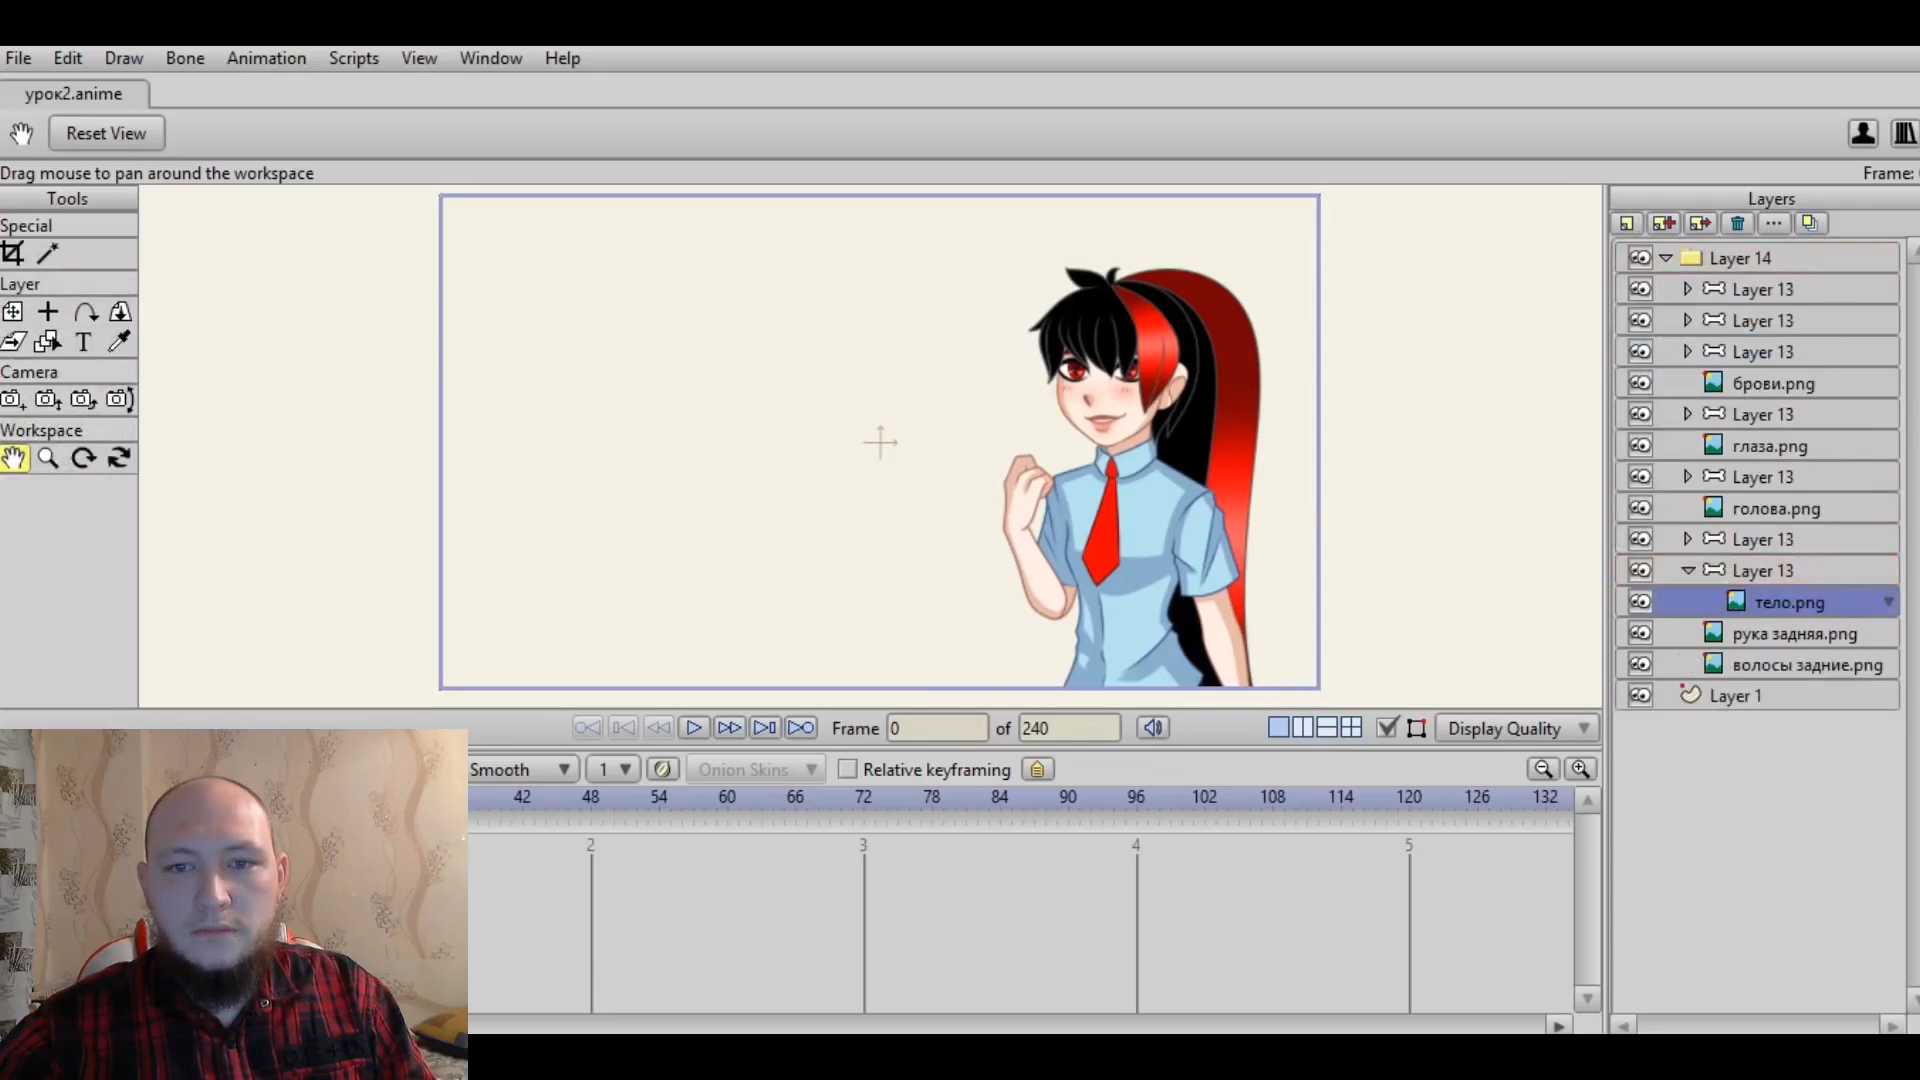 File Edit Draw Bone Animation Scripts View Window Help
урок2.anime
Reset View
Drag mouse to pan around the workspace
Frame:
Tools
Special
Layer
T
Camera
Workspace
Layers
Layer 14
Layer 13
Layer 13
Layer 13
брови.png
Layer 13
глаза.png
Layer 13
голова.png
Layer 13
Layer 13
тело.png
рука задняя.png
волосы задние.png
Layer 1
Frame 0 of 240
Display Quality
Smooth 1 Onion Skins Relative keyframing
42 48 54 60 66 72 78 84 90 96 102 108 114 120 126 132
2 3 4 5